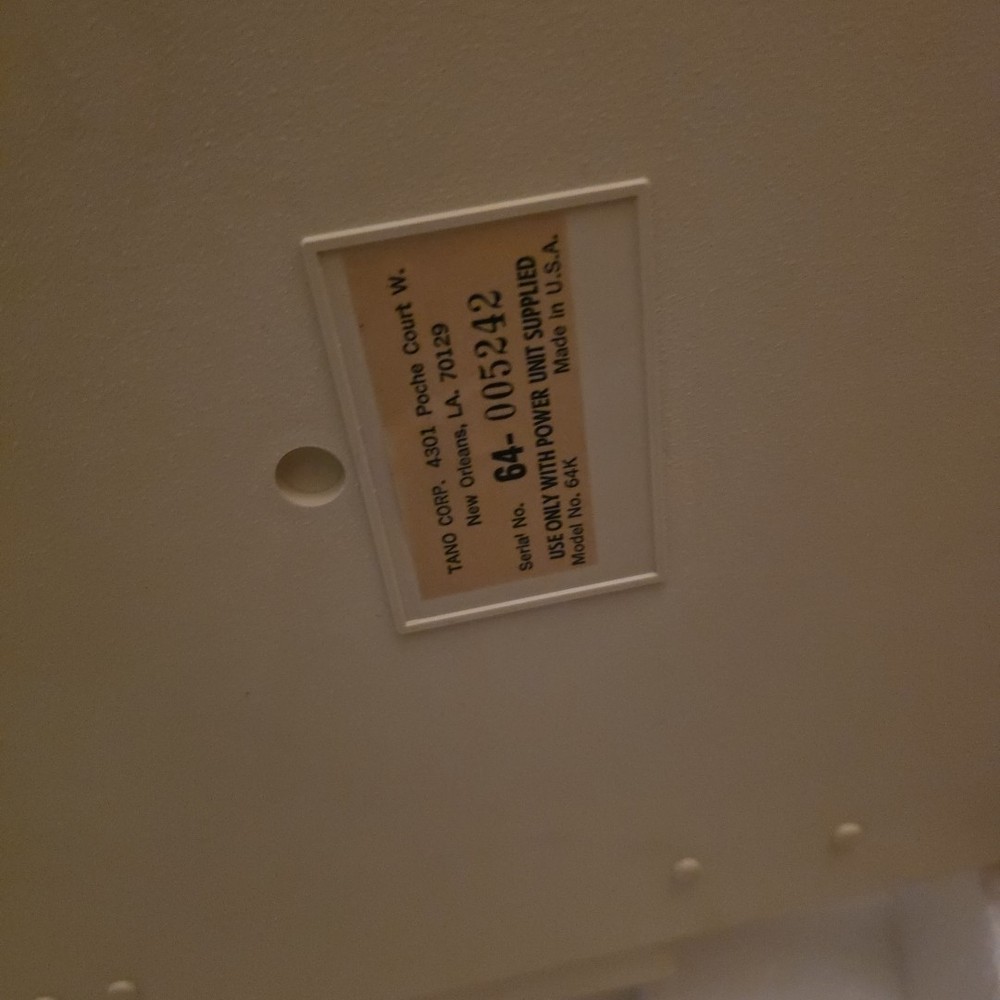 TANO CORP. 4301 Poche Court W.
New Orleans, LA. 70129
Serial No. 64-005242
USE ONLY WITH POWER UNIT SUPPLIED
Model No. 64K Made in U.S.A.